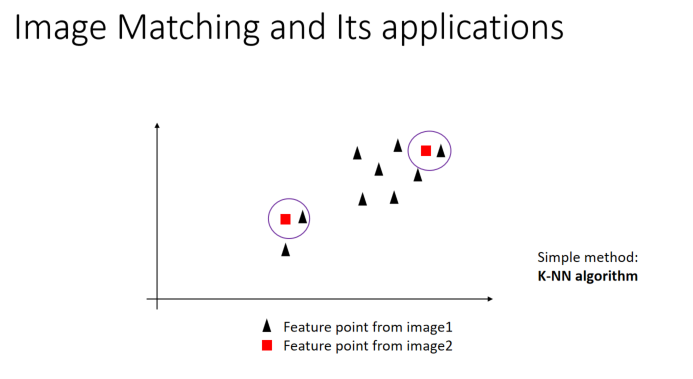 Image Matching and Its applications
Simple method:
K-NN algorithm
Feature point from image1
Feature point from image2